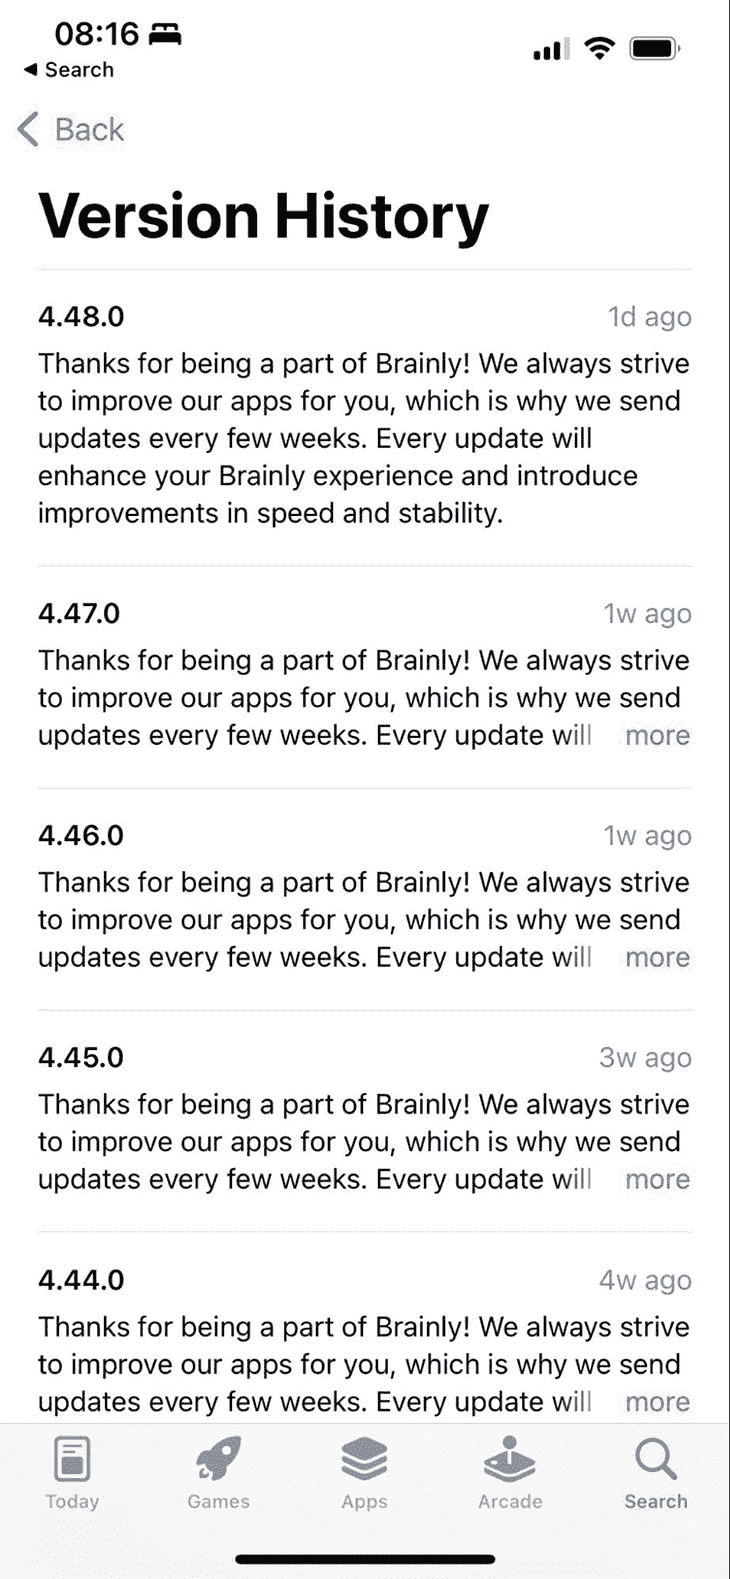 08:16
Search
Back
Version History
4.48.0 1d ago
Thanks for being a part of Brainly! We always strive
to improve our apps for you, which is why we send
updates every few weeks. Every update will
enhance your Brainly experience and introduce
improvements in speed and stability.
4.47.0 1w ago
Thanks for being a part of Brainly! We always strive
to improve our apps for you, which is why we send
updates every few weeks. Every update will more
4.46.0 1w ago
Thanks for being a part of Brainly! We always strive
to improve our apps for you, which is why we send
updates every few weeks. Every update will more
4.45.0 3w ago
Thanks for being a part of Brainly! We always strive
to improve our apps for you, which is why we send
updates every few weeks. Every update will more
4.44.0 4w ago
Thanks for being a part of Brainly! We always strive
to improve our apps for you, which is why we send
updates every few weeks. Every update will more
Today Games Apps Arcade Search